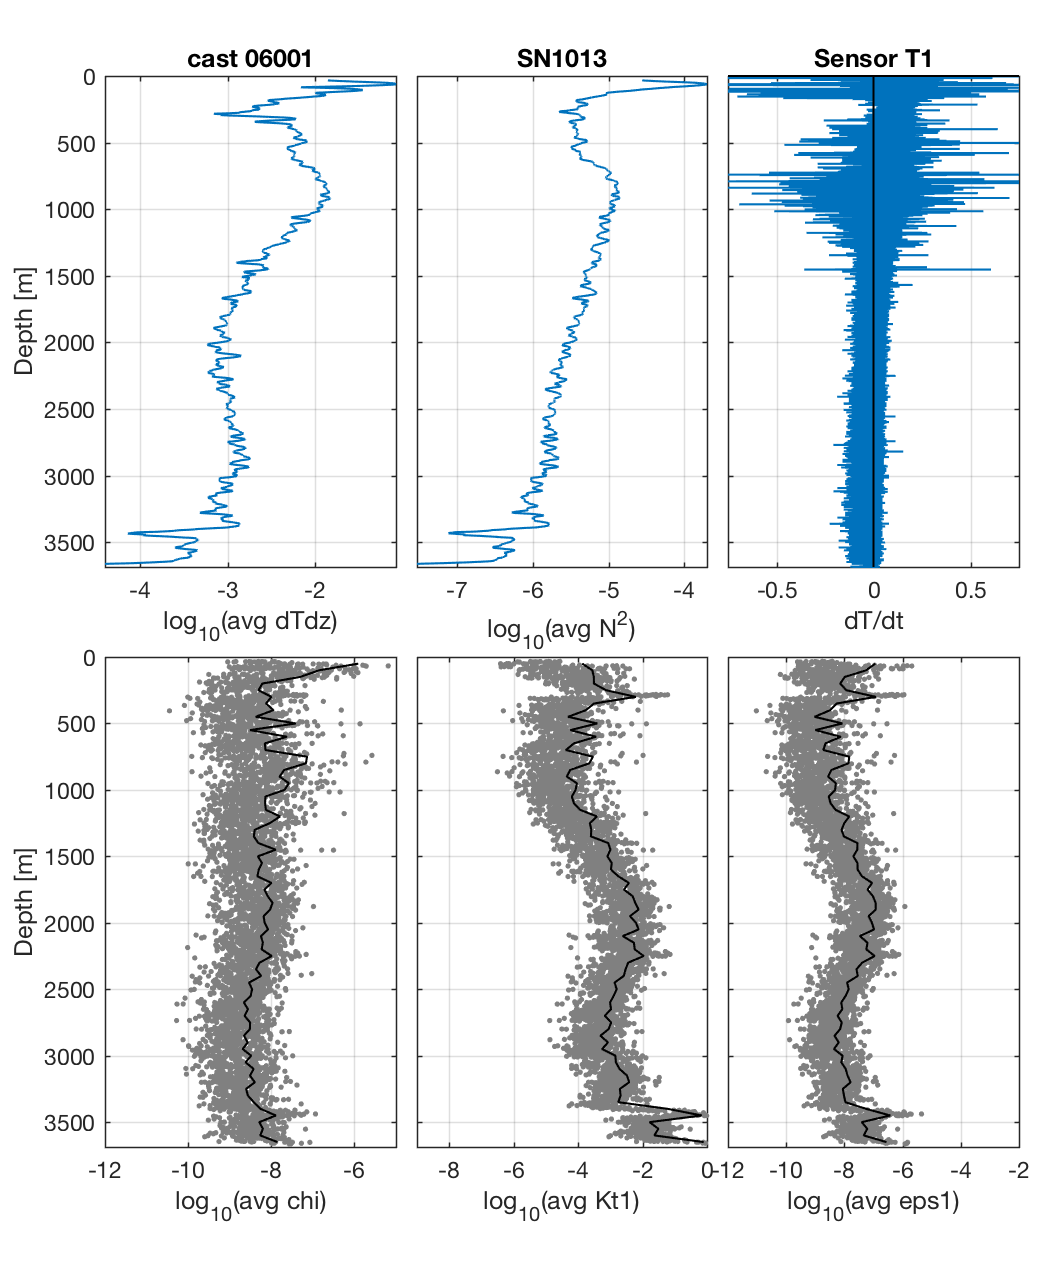 cast 06001
SN1013
Sensor T1
0
500
1000
1500
2000
2500
3000
3500
Depth [m]
-4 -3 -2
log10(avg dTdz)
-7 -6 -5 -4
log10(avg N2)
-0.5 0 0.5
dT/dt
0
500
1000
1500
2000
2500
3000
3500
Depth [m]
-12 -10 -8 -6
log10(avg chi)
-8 -6 -4 -2 0
log10(avg Kt1)
-12 -10 -8 -6 -4 -2
log10(avg eps1)